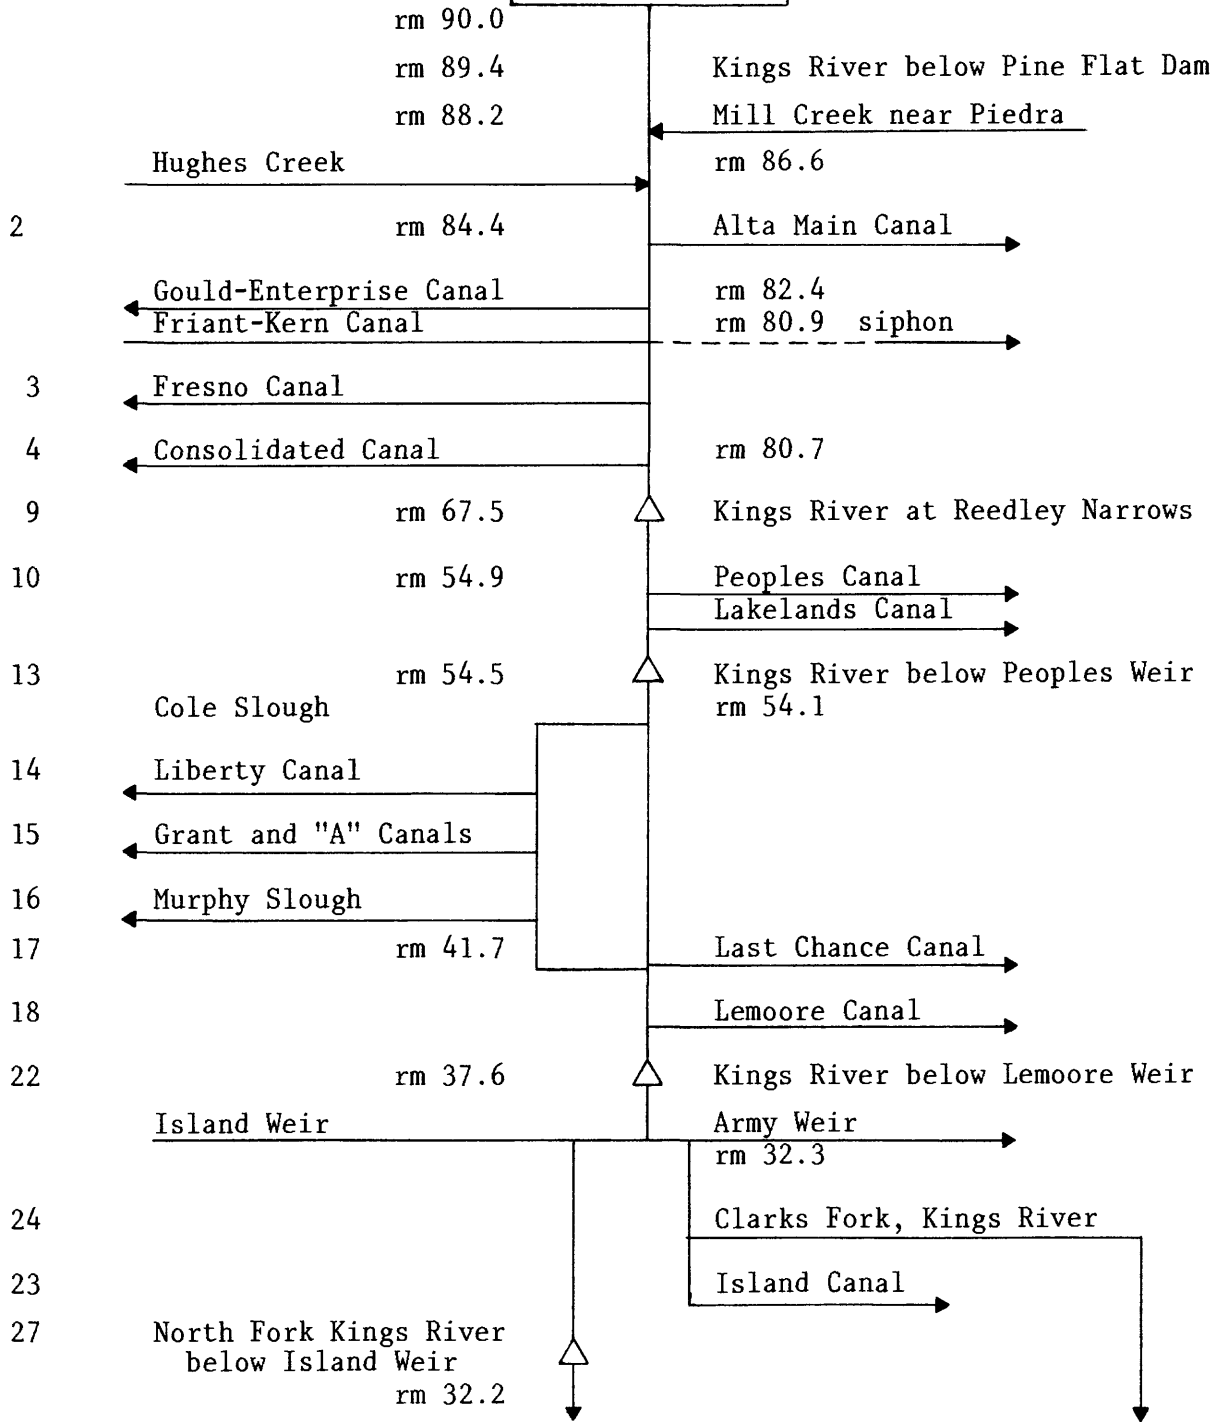 rm 90.0
rm 89.4 Kings River below Pine Flat Dam
rm 88.2 Mill Creek near Piedra
Hughes Creek rm 86.6
2 rm 84.4 Alta Main Canal
Gould-Enterprise Canal rm 82.4
Friant-Kern Canal rm 80.9 siphon
3 Fresno Canal
4 Consolidated Canal rm 80.7
9 rm 67.5 Kings River at Reedley Narrows
10 rm 54.9 Peoples Canal
Lakelands Canal
13 rm 54.5 Kings River below Peoples Weir
Cole Slough rm 54.1
14 Liberty Canal
15 Grant and "A" Canals
16 Murphy Slough
17 rm 41.7 Last Chance Canal
18 Lemoore Canal
22 rm 37.6 Kings River below Lemoore Weir
Island Weir Army Weir
rm 32.3
24 Clarks Fork, Kings River
23 Island Canal
27 North Fork Kings River
below Island Weir
rm 32.2